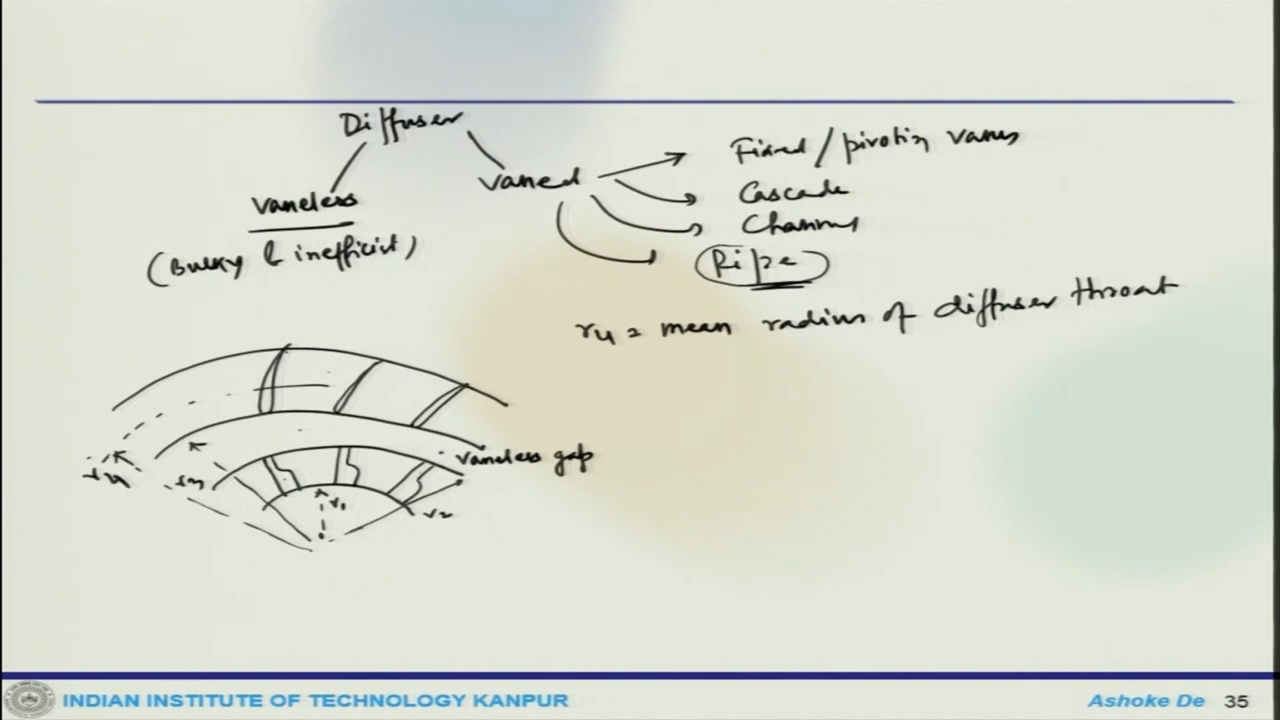 Diffuser
Vaneless
(Bulky & inefficient)
Vaned
Fixed / pivoting vanes
Cascade
Channel
Pipe
r4 = mean radius of diffuser throat
r4
r3
r1
r2
vaneless gap
INDIAN INSTITUTE OF TECHNOLOGY KANPUR
Ashoke De 35